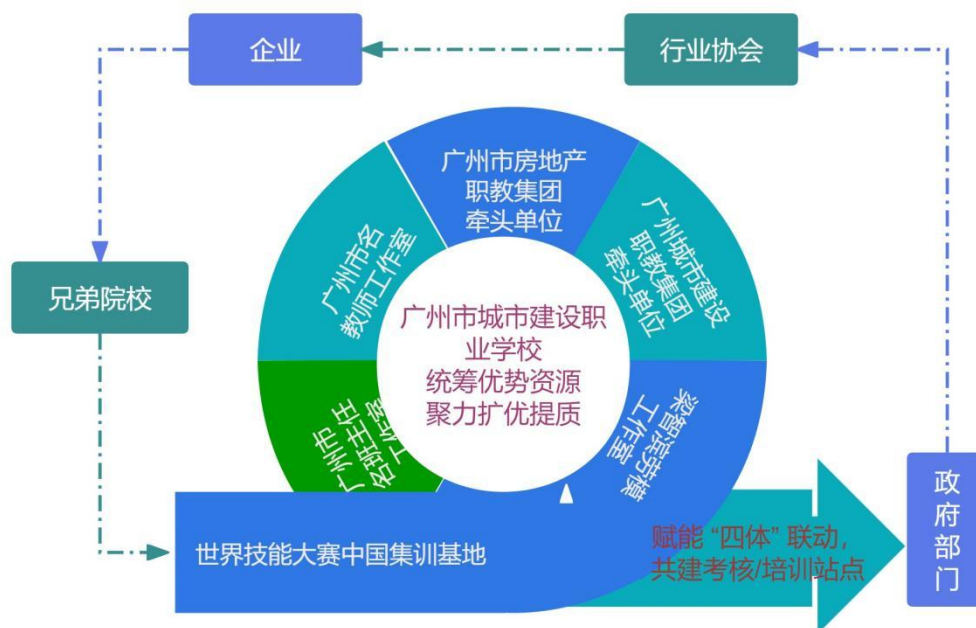 企业
行业协会
广州市房地产
职教集团
牵头单位
广州市名
教师工作室
广州城市建设
职教集团
牵头单位
兄弟院校
广州市城市建设职
业学校
统筹优势资源
聚力扩优提质
广州市
名班主任
工作室
梁智滨劳模
工作室
世界技能大赛中国集训基地
赋能 “四体” 联动，
共建考核/培训站点
政府部门